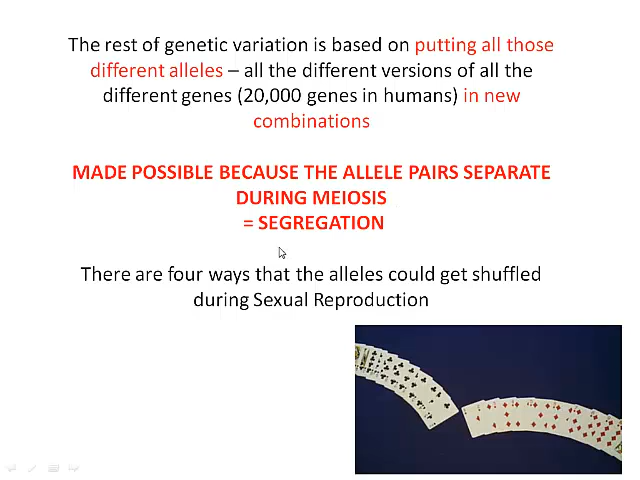 The rest of genetic variation is based on putting all those
different alleles – all the different versions of all the
different genes (20,000 genes in humans) in new
combinations
MADE POSSIBLE BECAUSE THE ALLELE PAIRS SEPARATE
DURING MEIOSIS
= SEGREGATION
There are four ways that the alleles could get shuffled
during Sexual Reproduction